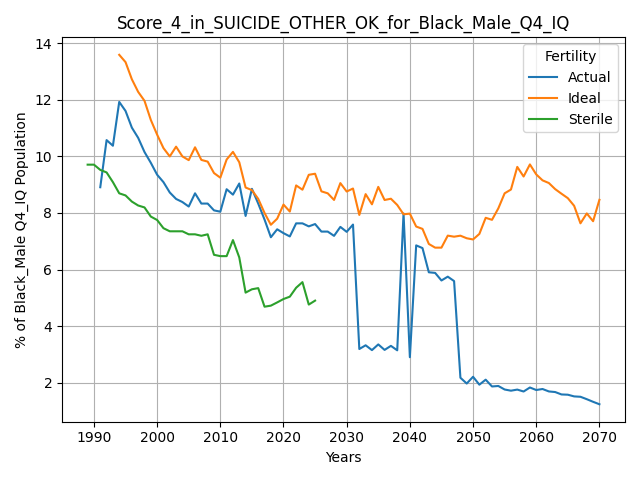 Score_4_in_SUICIDE_OTHER_OK_for_Black_Male_Q4_IQ
Fertility
Actual
Ideal
Sterile
% of Black_Male Q4_IQ Population
14
12
10
8
6
4
2
1990 2000 2010 2020 2030 2040 2050 2060 2070
Years